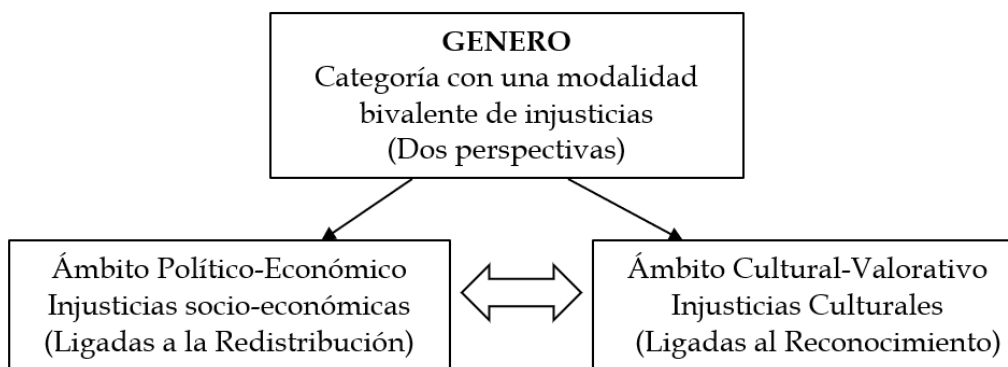 GENERO
Categoría con una modalidad
bivalente de injusticias
(Dos perspectivas)
Ámbito Político-Económico
Injusticias socio-económicas
(Ligadas a la Redistribución)
Ámbito Cultural-Valorativo
Injusticias Culturales
(Ligadas al Reconocimiento)